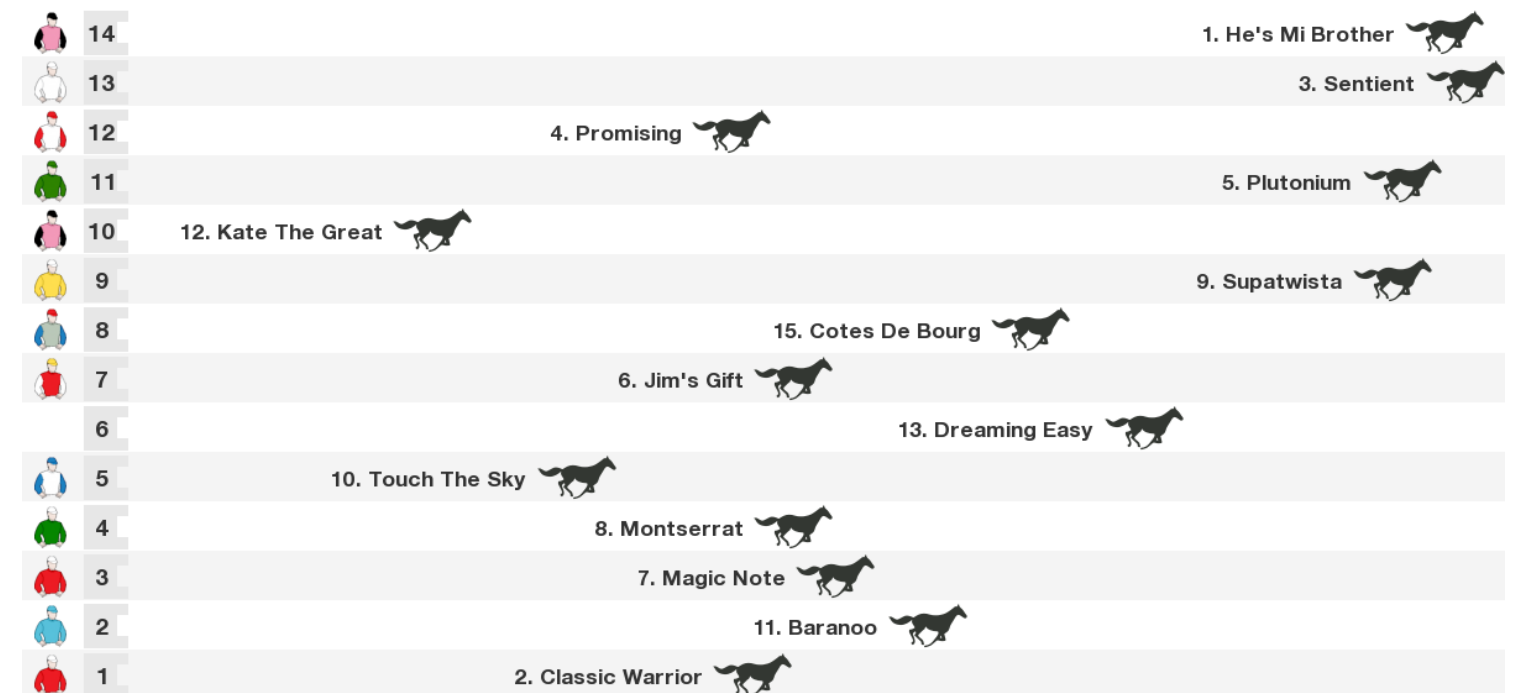 14 1. He's Mi Brother
13 3. Sentient
12 4. Promising
11 5. Plutonium
10 12. Kate The Great
9 9. Supatwista
8 15. Cotes De Bourg
7 6. Jim's Gift
6 13. Dreaming Easy
5 10. Touch The Sky
4 8. Montserrat
3 7. Magic Note
2 11. Baranoo
1 2. Classic Warrior